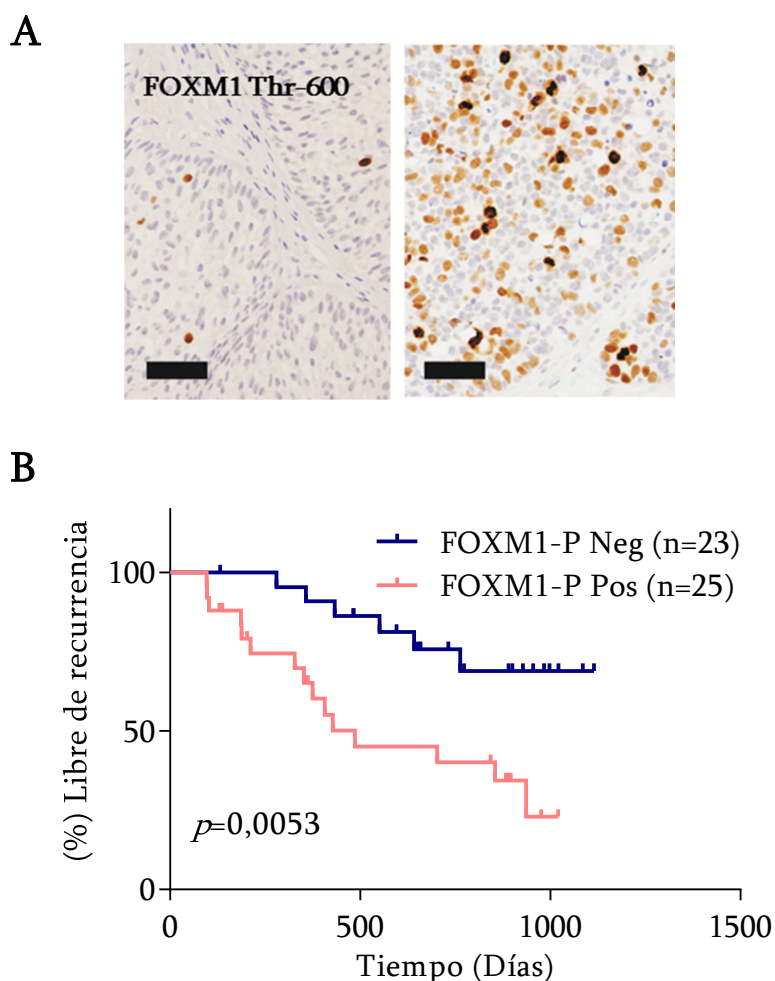 A
FOXM1 Thr-600
B
(%) Libre de recurrencia
100
50
0
FOXM1-P Neg (n=23)
FOXM1-P Pos (n=25)
p=0,0053
0 500 1000 1500
Tiempo (Días)